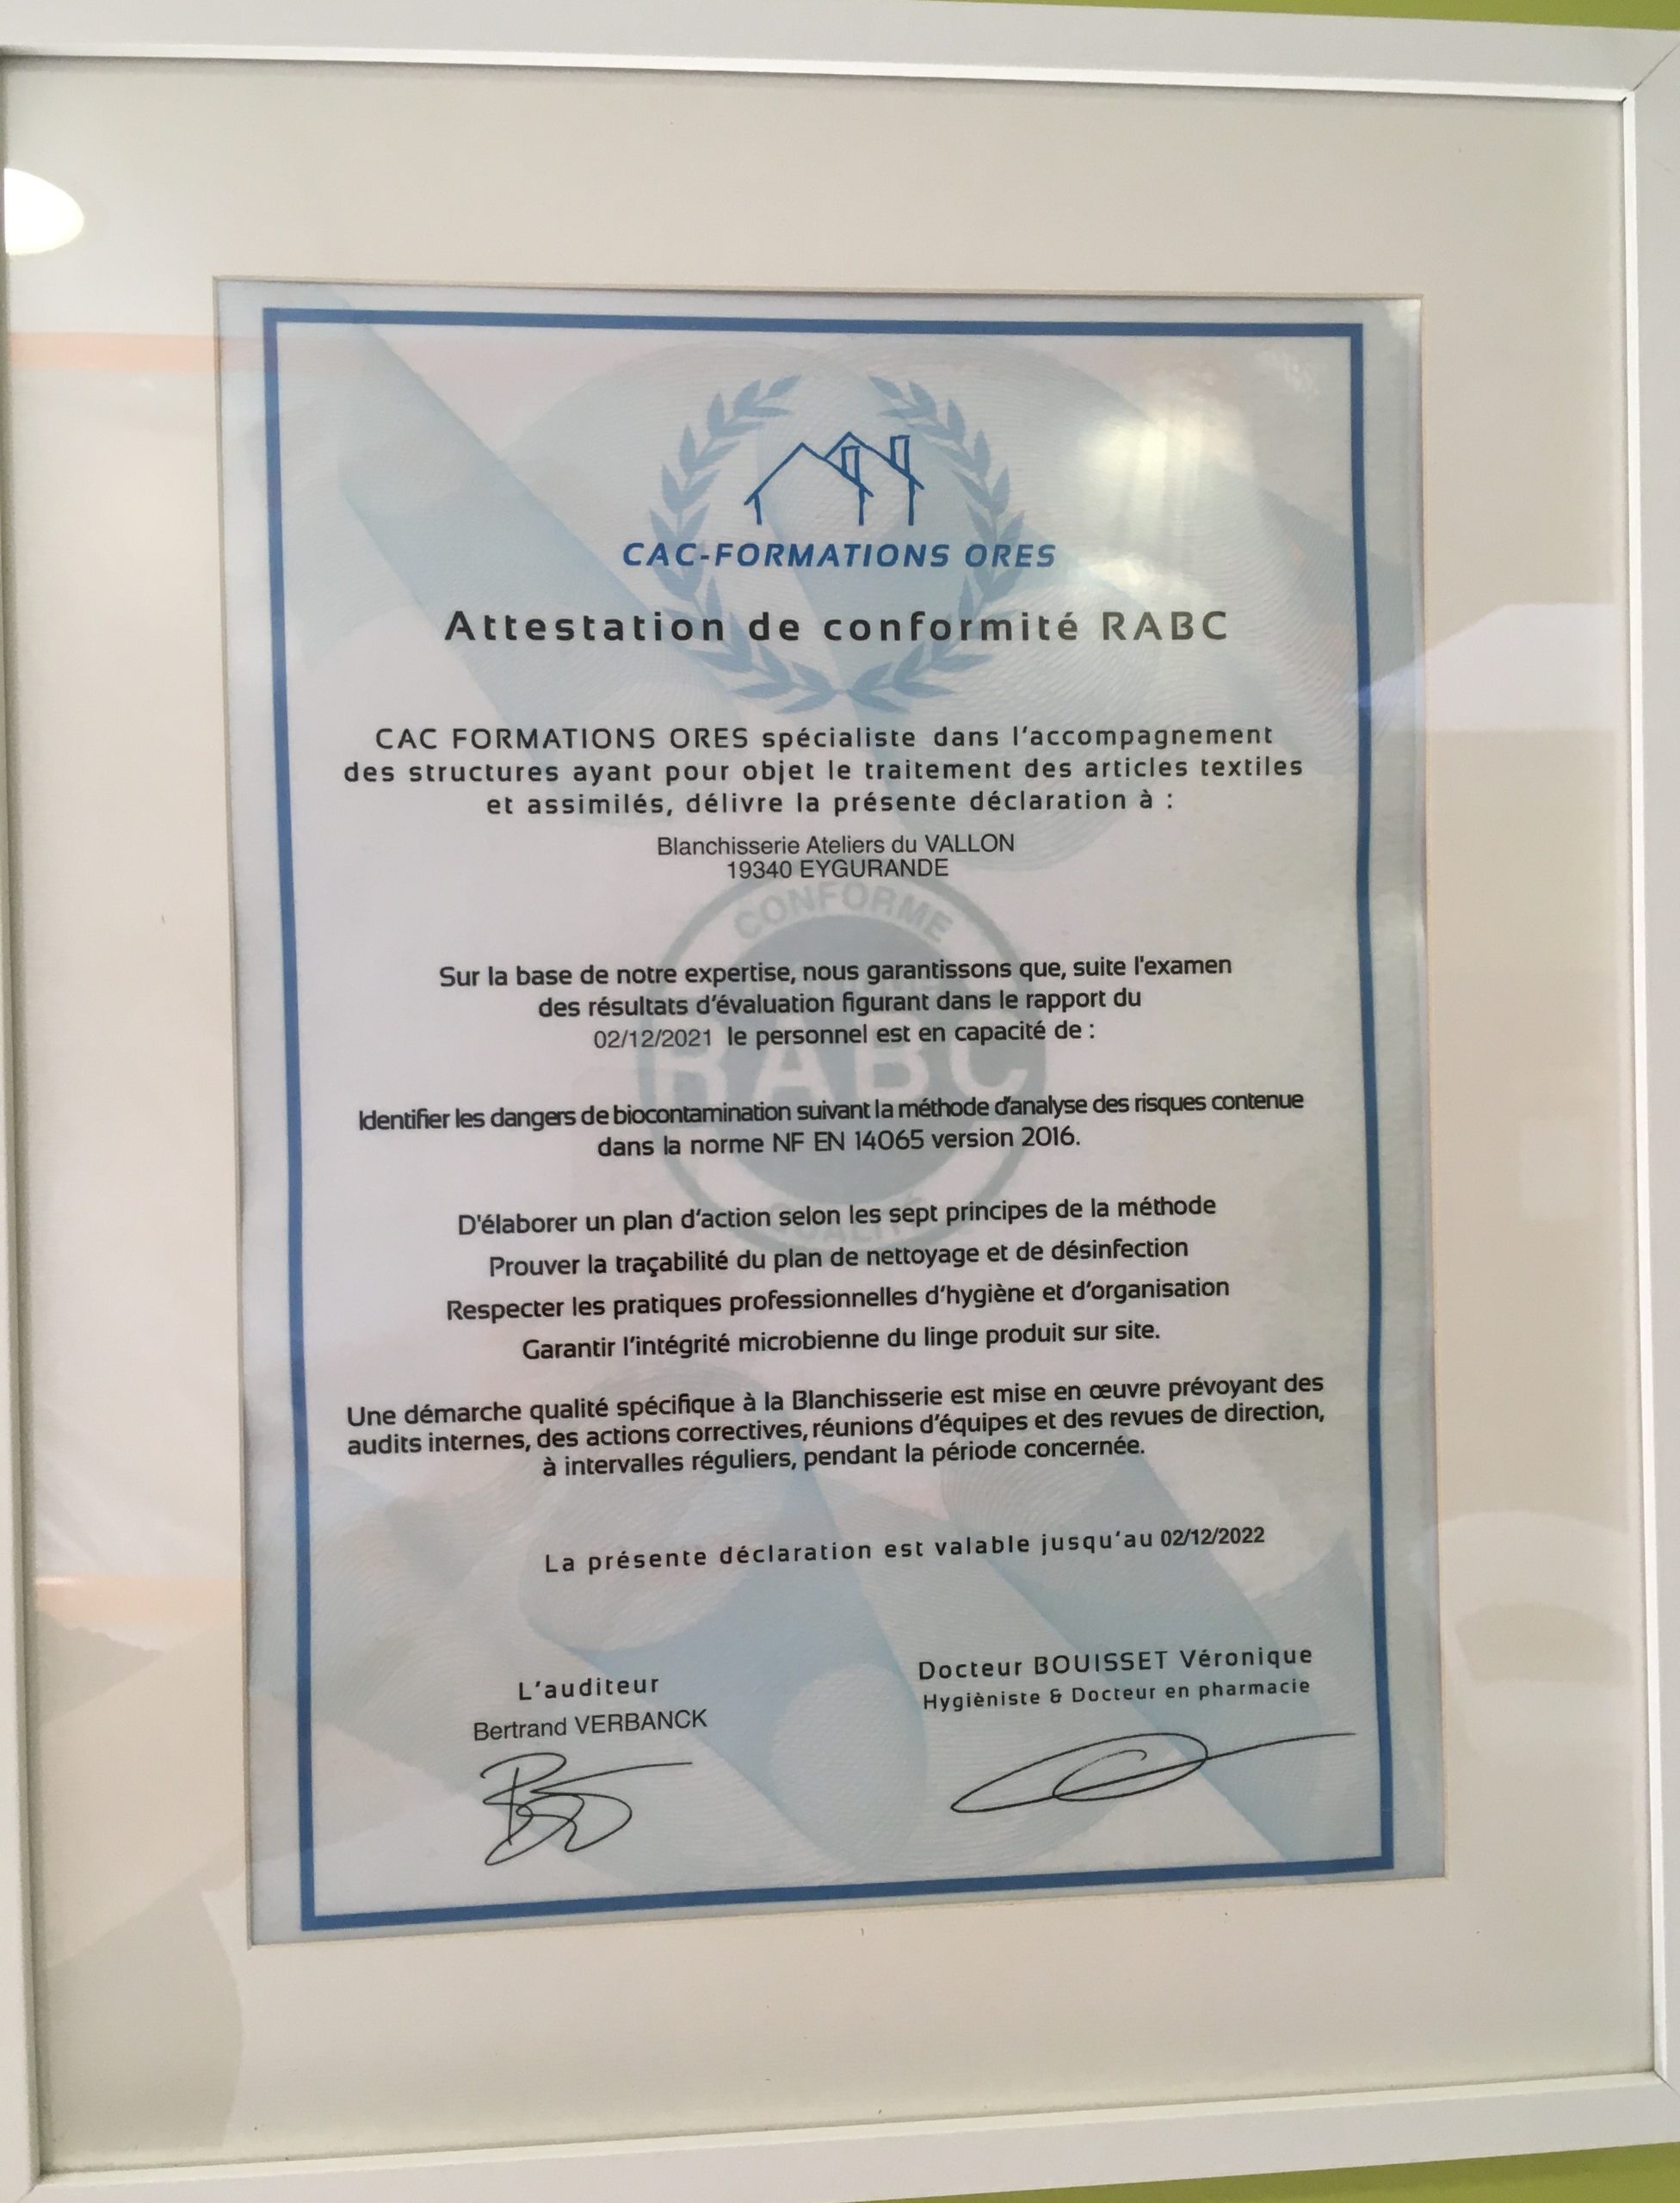 CAC-FORMATIONS ORES
Attestation de conformité RABC
CAC FORMATIONS ORES spécialiste dans l'accompagnement
des structures ayant pour objet le traitement des articles textiles
et assimilés, délivre la présente déclaration à :
Blanchisserie Ateliers du VALLON
19340 EYGURANDE
CONFORME
Sur la base de notre expertise, nous garantissons que, suite l'examen
des résultats d'évaluation figurant dans le rapport du
02/12/2021 le personnel est en capacité de :
RABC
Identifier les dangers de biocontamination suivant la méthode d'analyse des risques contenue
dans la norme NF EN 14065 version 2016.
QUALITÉ
D'élaborer un plan d'action selon les sept principes de la méthode
Prouver la traçabilité du plan de nettoyage et de désinfection
Respecter les pratiques professionnelles d'hygiène et d'organisation
Garantir l'intégrité microbienne du linge produit sur site.
Une démarche qualité spécifique à la Blanchisserie est mise en œuvre prévoyant des
audits internes, des actions correctives, réunions d'équipes et des revues de direction,
à intervalles réguliers, pendant la période concernée.
La présente déclaration est valable jusqu'au 02/12/2022
L'auditeur
Bertrand VERBANCK
Docteur BOUISSET Véronique
Hygièniste & Docteur en pharmacie